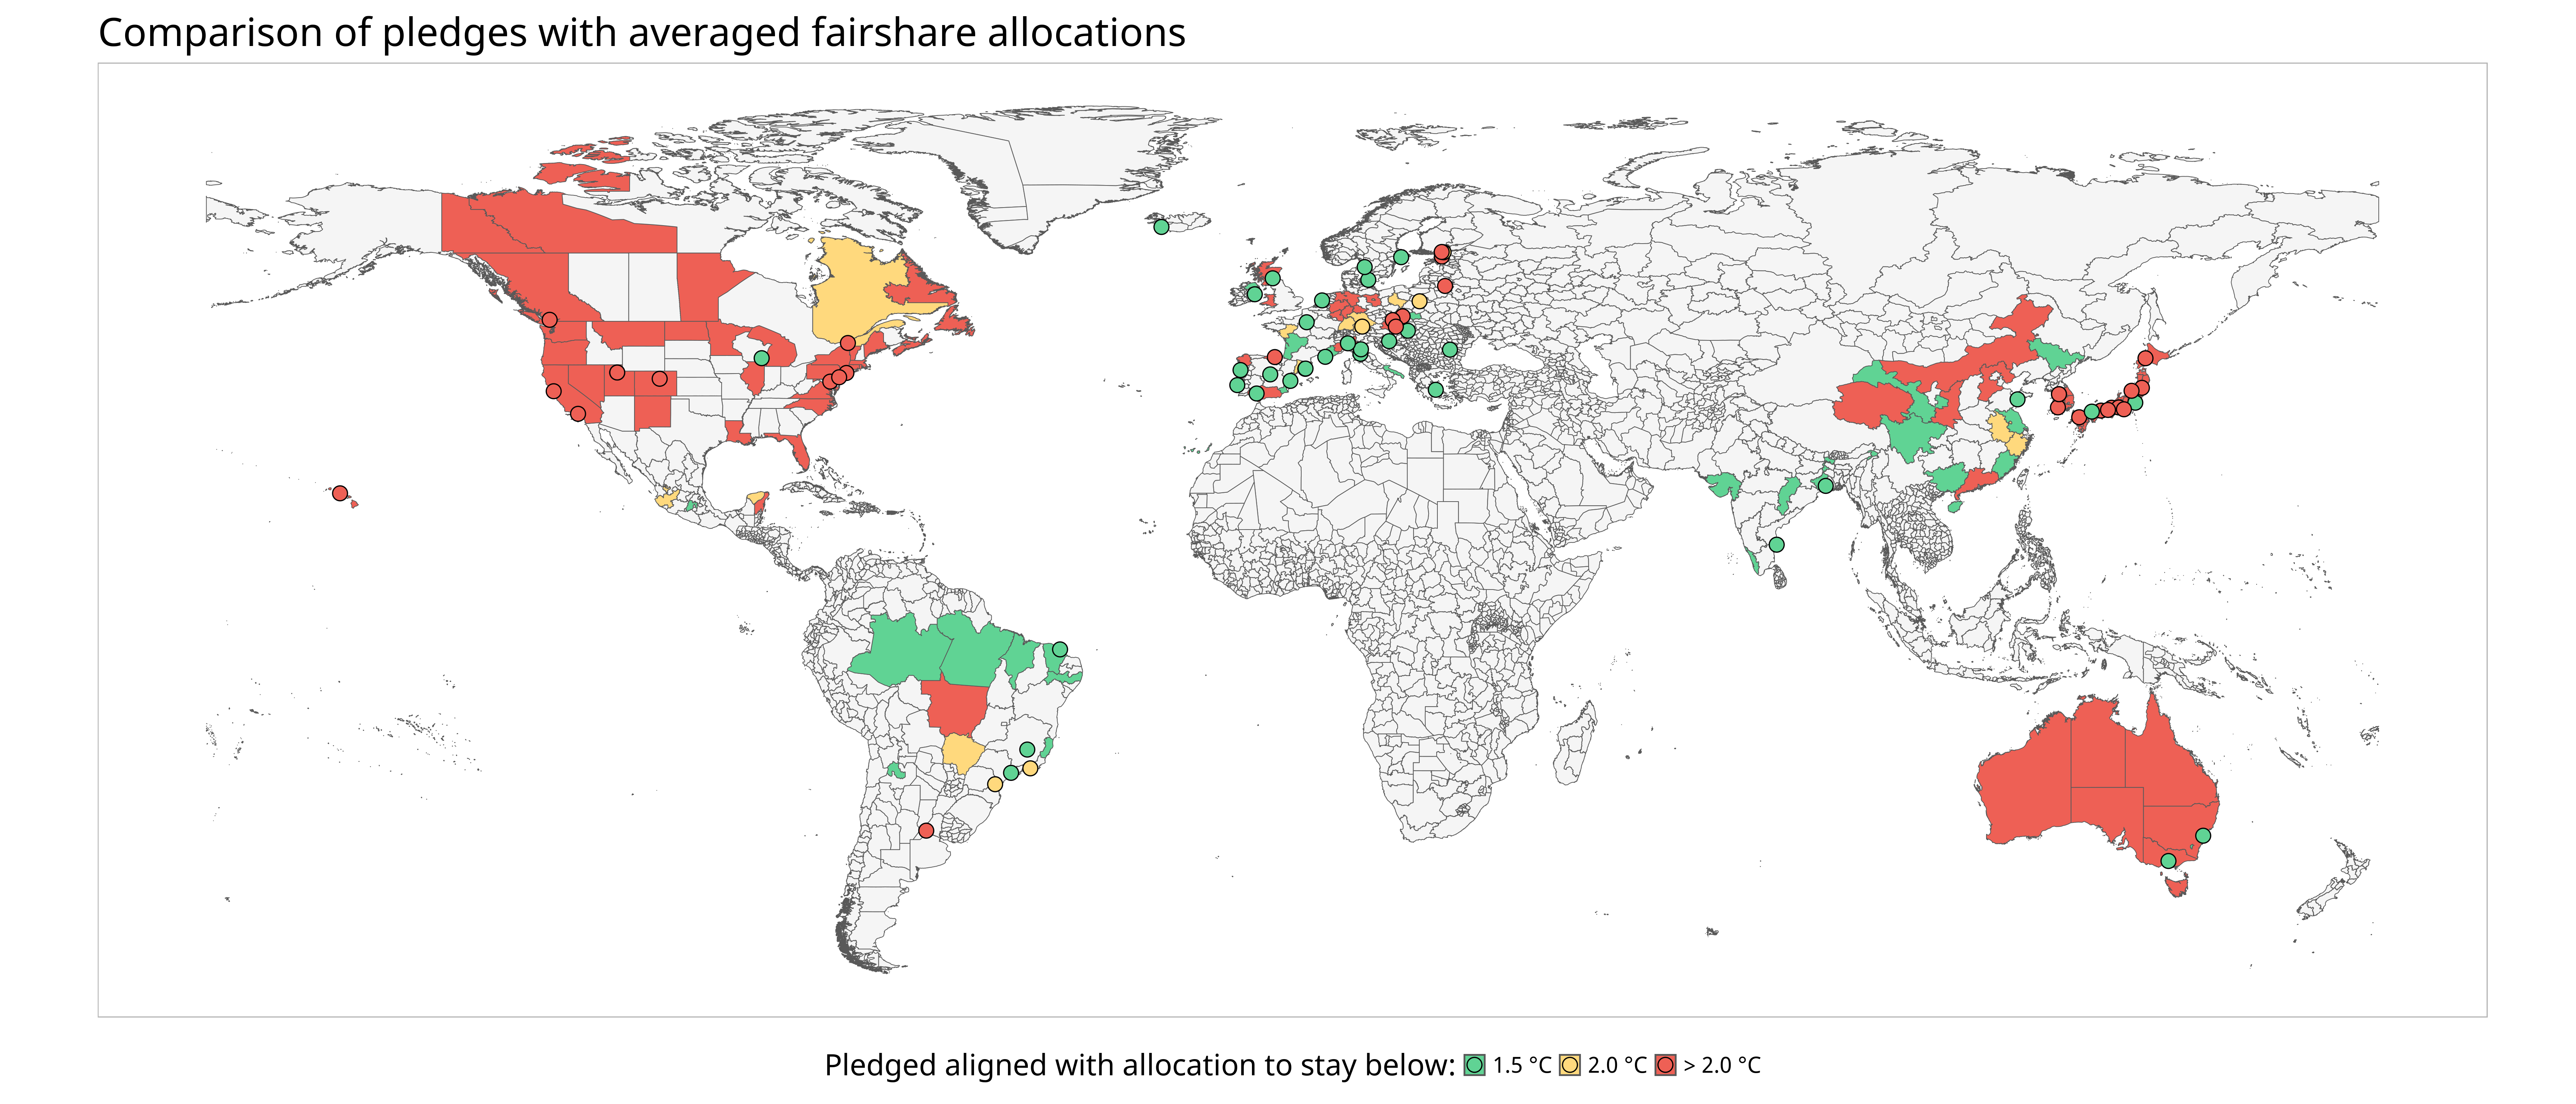 Comparison of pledges with averaged fairshare allocations
Pledged aligned with allocation to stay below: 1.5 °C 2.0 °C > 2.0 °C